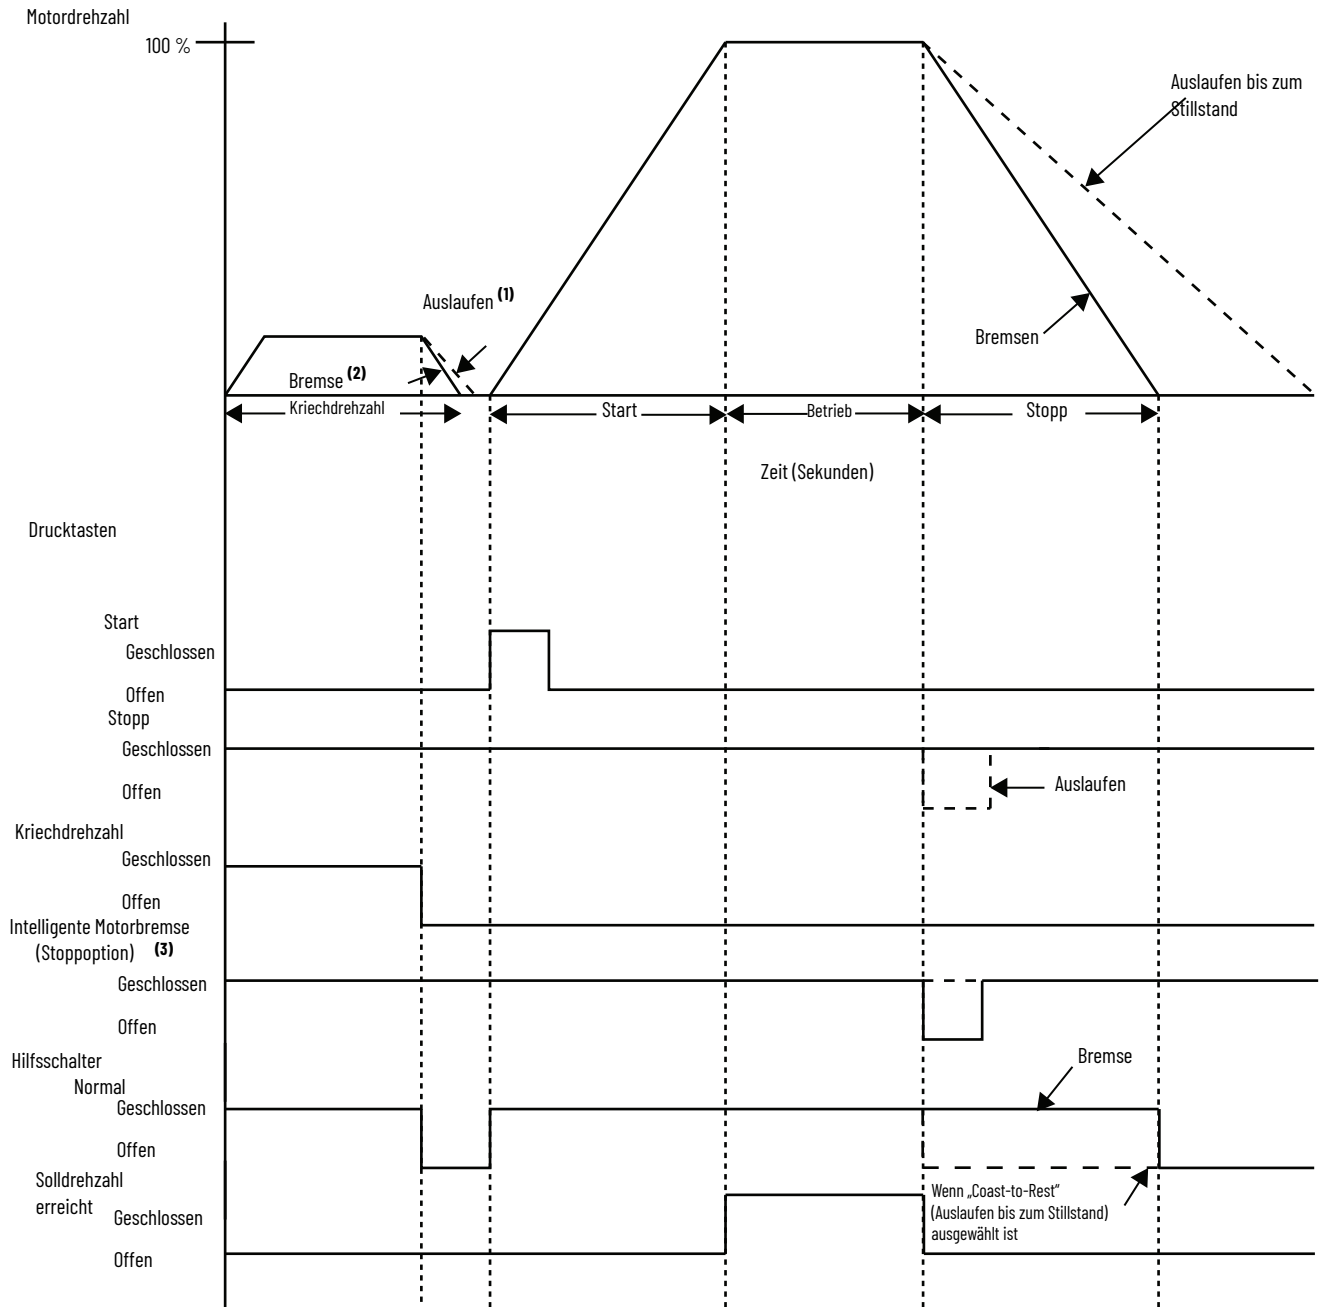 Motordrehzahl
100 %
Auslaufen bis zum
Stillstand
Auslaufen (1)
Bremsen
Bremse (2)
Kriechdrehzahl
Start
Betrieb
Stopp
Zeit (Sekunden)
Drucktasten
Start
Geschlossen
Offen
Stopp
Geschlossen
Offen
Auslaufen
Kriechdrehzahl
Geschlossen
Offen
Intelligente Motorbremse
(Stoppoption) (3)
Geschlossen
Offen
Hilfsschalter
Normal
Geschlossen
Offen
Bremse
Solldrehzahl
erreicht
Geschlossen
Offen
Wenn „Coast-to-Rest“
(Auslaufen bis zum Stillstand)
ausgewählt ist